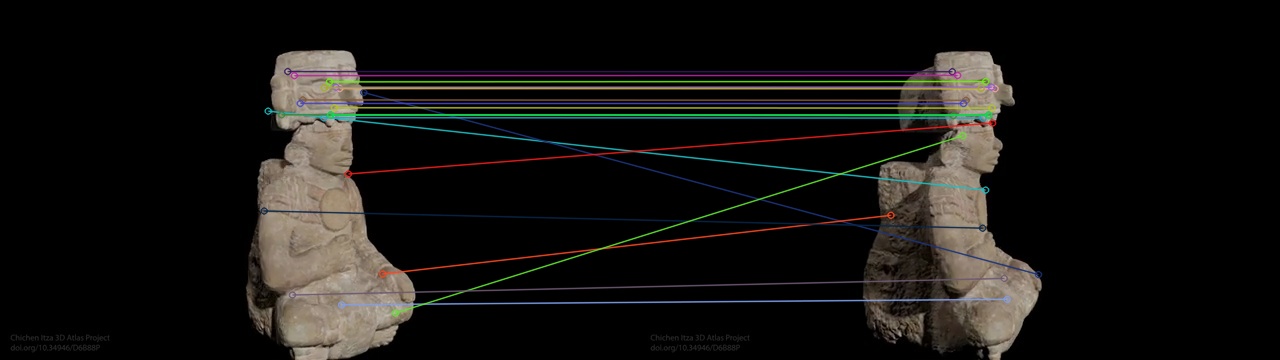 Chichen Itza 3D Atlas Project
doi.org/10.34946/D6B88P
Chichen Itza 3D Atlas Project
doi.org/10.34946/D6B88P